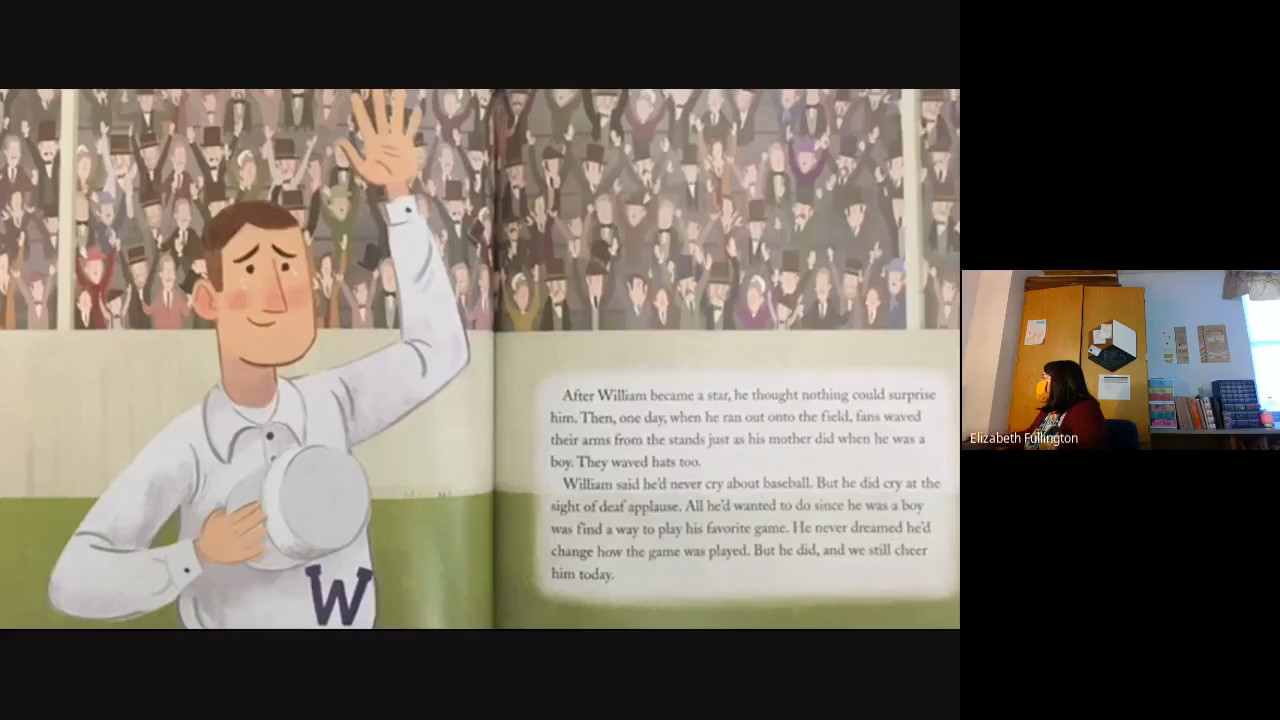 After William became a star, he thought nothing could surprise
him. Then, one day, when he ran out onto the field, fans waved
their arms from the stands just as his mother did when he was a
boy. They waved hats too.
William said he'd never cry about baseball. But he did cry at the
sight of deaf applause. All he'd wanted to do since he was a boy
was find a way to play his favorite game. He never dreamed he'd
change how the game was played. But he did, and we still cheer
him today.
W
Elizabeth Fullington